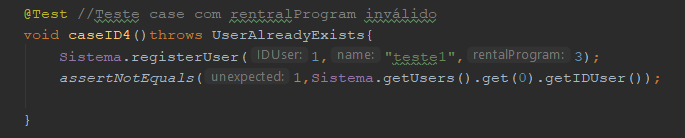 @Test //Teste case com rentralProgram inválido
void caseID4()throws UserAlreadyExists{
Sistema.registerUser( IDUser: 1, name: "teste1", rentalProgram: 3);
assertNotEquals( unexpected: 1,Sistema.getUsers().get(0).getIDUser());
}